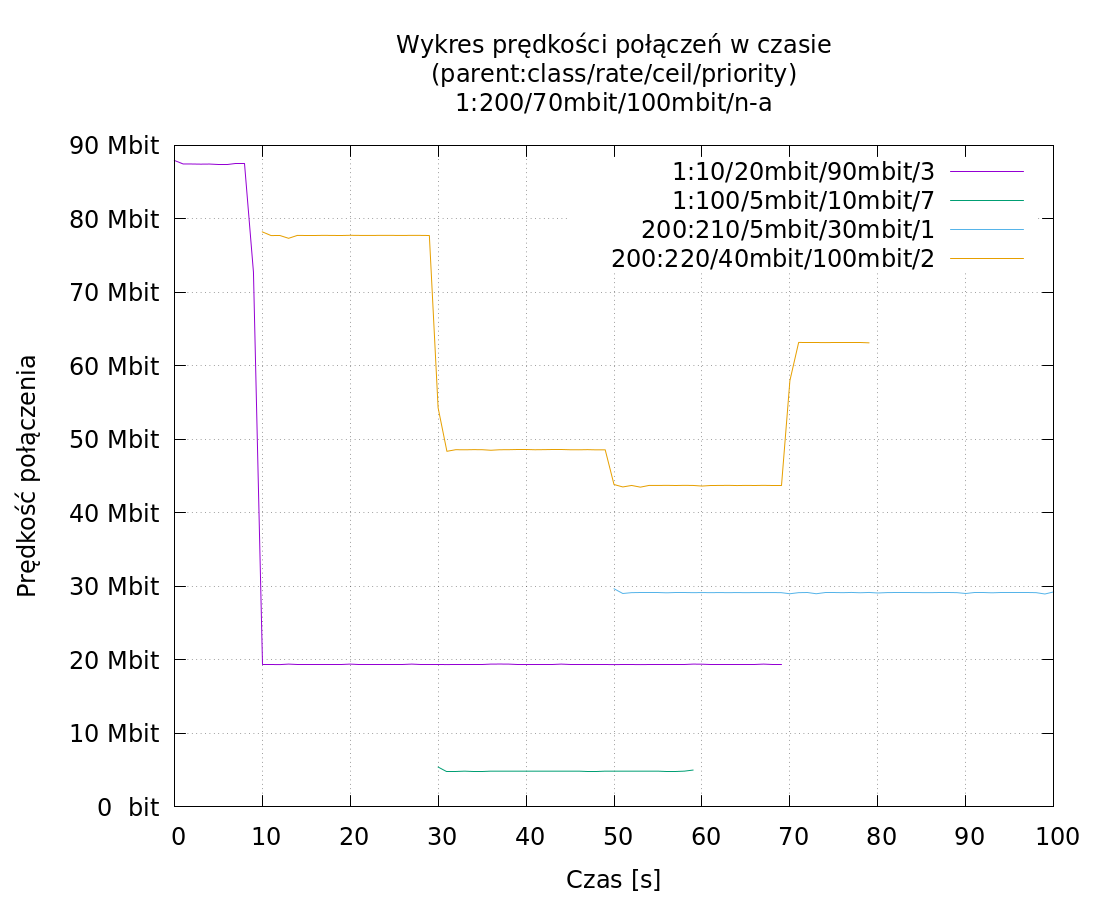 Wykres prędkości połączeń w czasie
(parent:class/rate/ceil/priority)
1:200/70mbit/100mbit/n-a
90 Mbit
80 Mbit
70 Mbit
60 Mbit
50 Mbit
40 Mbit
30 Mbit
20 Mbit
10 Mbit
0 bit
Prędkość połączenia
1:10/20mbit/90mbit/3
1:100/5mbit/10mbit/7
200:210/5mbit/30mbit/1
200:220/40mbit/100mbit/2
0 10 20 30 40 50 60 70 80 90 100
Czas [s]